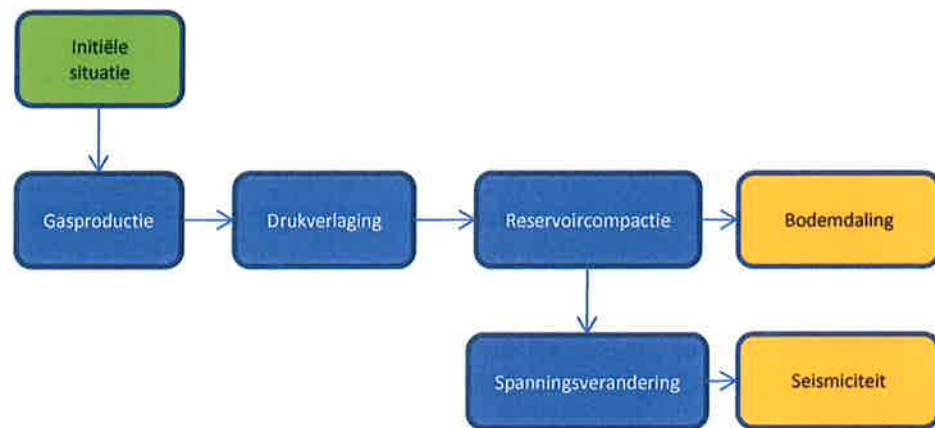 Initiële
situatie
Gasproductie
Drukverlaging
Reservoircompactie
Bodemdaling
Spanningsverandering
Seismiciteit